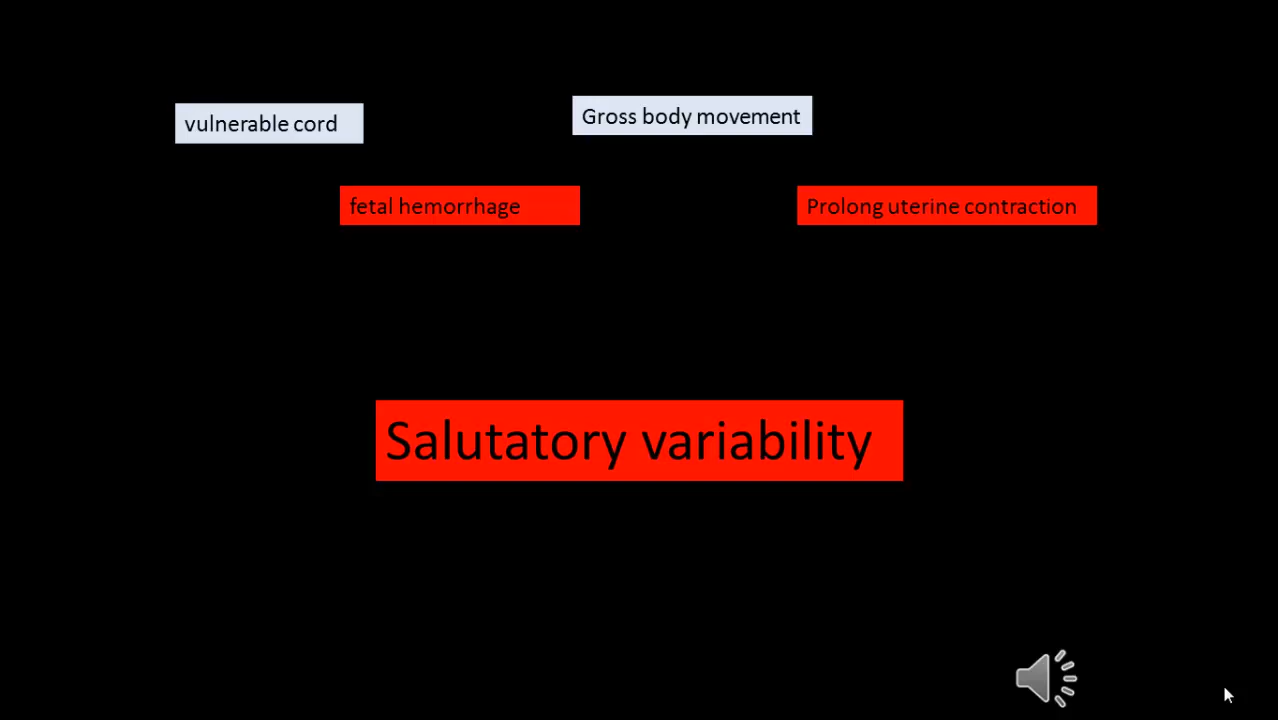 vulnerable cord
Gross body movement
fetal hemorrhage
Prolong uterine contraction
Salutatory variability